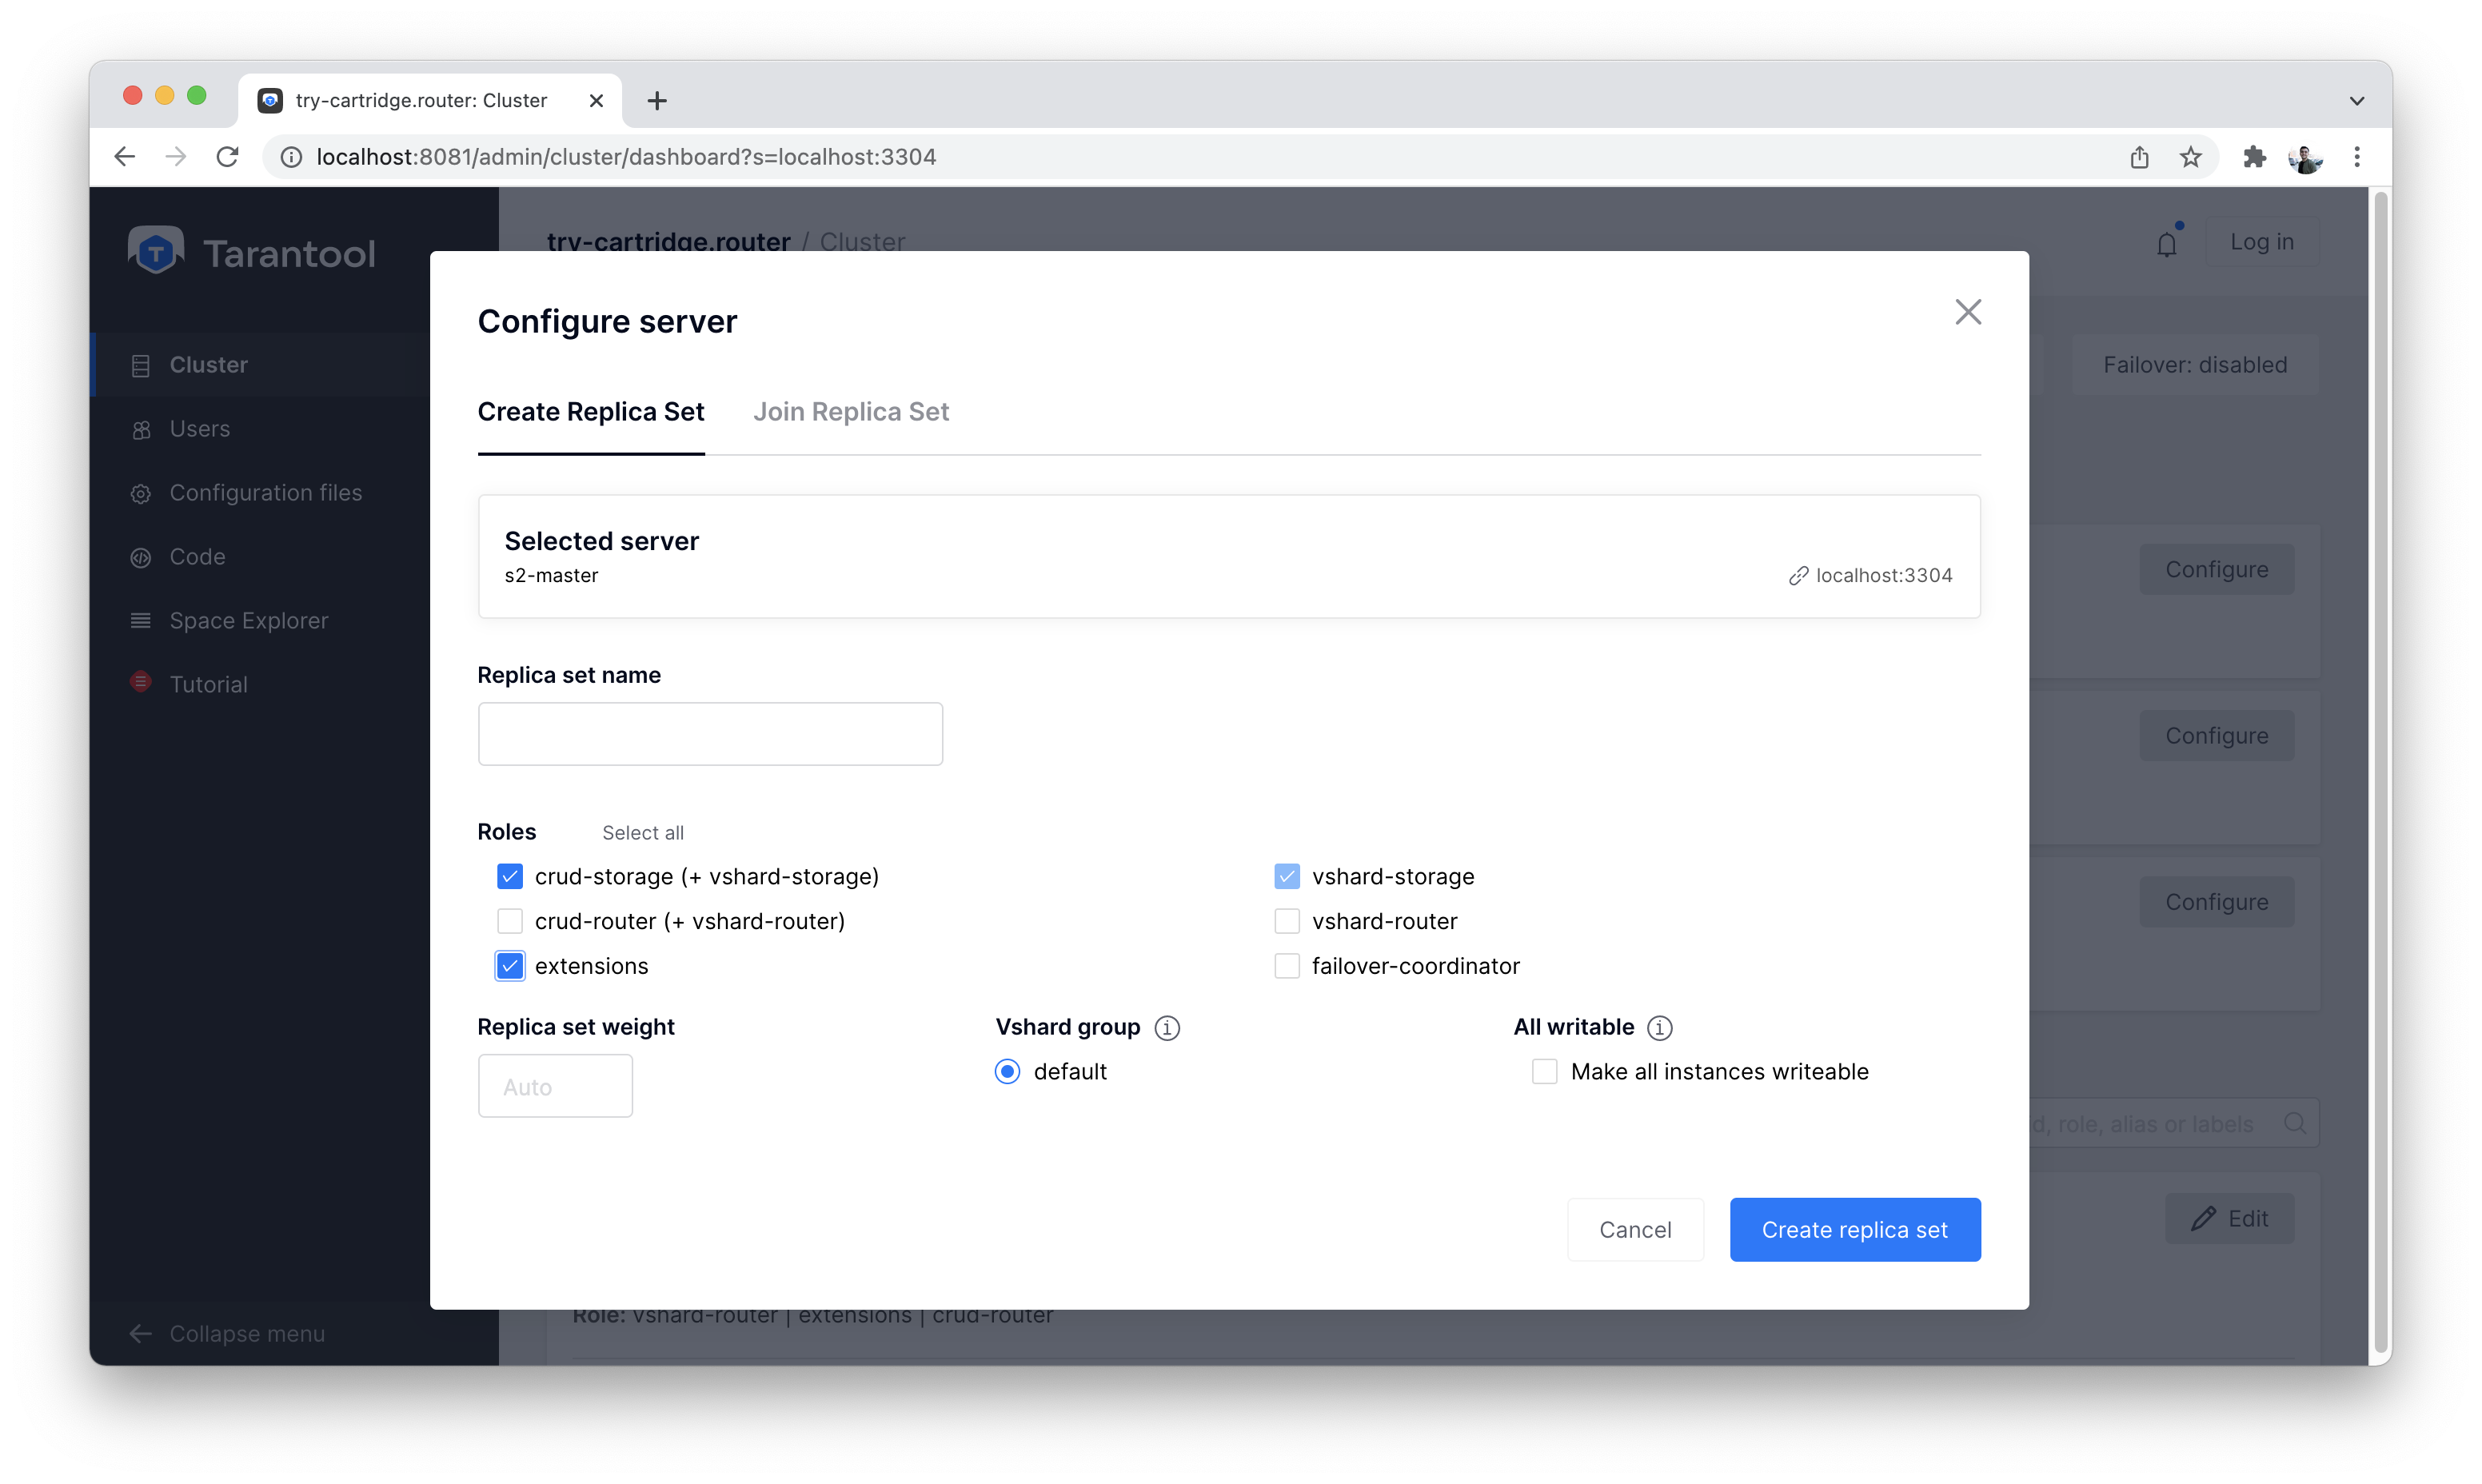 try-cartridge.router: Cluster
localhost:8081/admin/cluster/dashboard?s=localhost:3304
Tarantool
try-cartridge.router / Cluster
Log in
Cluster
Failover: disabled
Users
Configuration files
Code
Space Explorer
Tutorial
Collapse menu
Configure server
Create Replica Set
Join Replica Set
Selected server
s2-master
localhost:3304
Replica set name
Roles
Select all
crud-storage (+ vshard-storage)
vshard-storage
crud-router (+ vshard-router)
vshard-router
extensions
failover-coordinator
Replica set weight
Vshard group
All writable
Auto
default
Make all instances writeable
Cancel
Create replica set
Configure
Configure
Configure
role, alias or labels
Edit
Role: vshard-router | extensions | crud-router